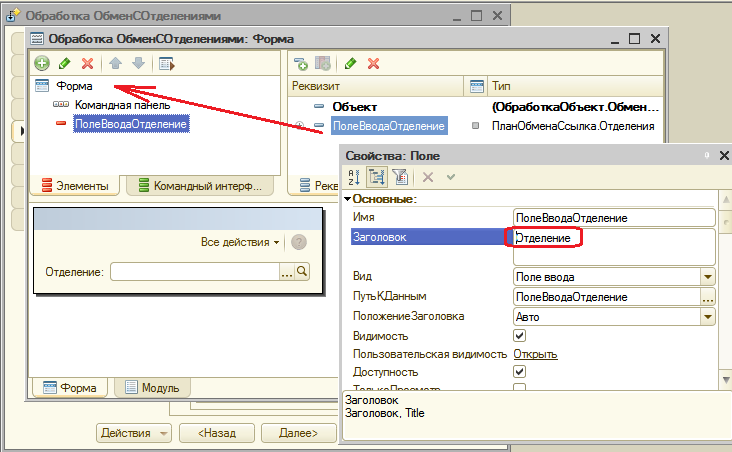 Обработка ОбменСОтделениями
Обработка ОбменСОтделениями: Форма
Форма
Командная панель
ПолеВводаОтделение
Элементы
Командный интерф...
Реквизит
Тип
Объект
(ОбработкаОбъект.Обмен...
ПолеВводаОтделение
ПланОбменаСсылка.Отделения
Рекв
Все действия
Отделение:
...
Форма
Модуль
Действия
<Назад
Далее>
Свойства: Поле
Основные:
Имя
ПолеВводаОтделение
Заголовок
Отделение
Вид
Поле ввода
ПутьКДанным
ПолеВводаОтделение
...
ПоложениеЗаголовка
Авто
Видимость
Пользовательская видимость
Открыть
Доступность
ТолькоПросмотр
Заголовок
Заголовок, Title